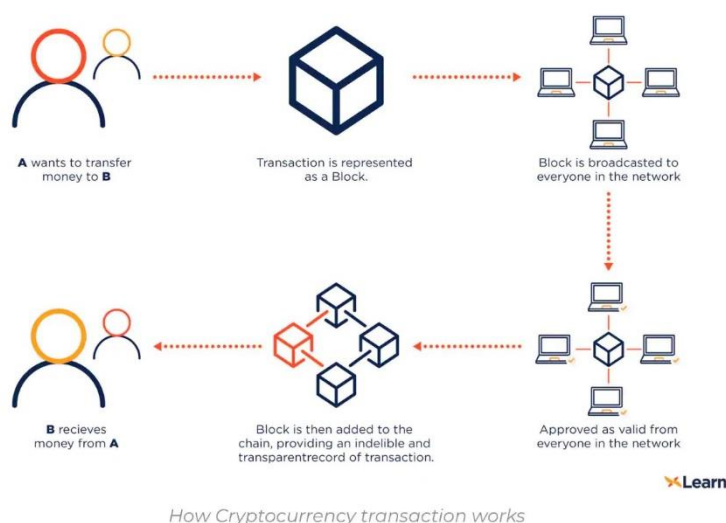 A wants to transfer
money to B
Transaction is represented
as a Block.
Block is broadcasted to
everyone in the network
B recieves
money from A
Block is then added to the
chain, providing an indelible and
transparentrecord of transaction.
Approved as valid from
everyone in the network
Learn
How Cryptocurrency transaction works